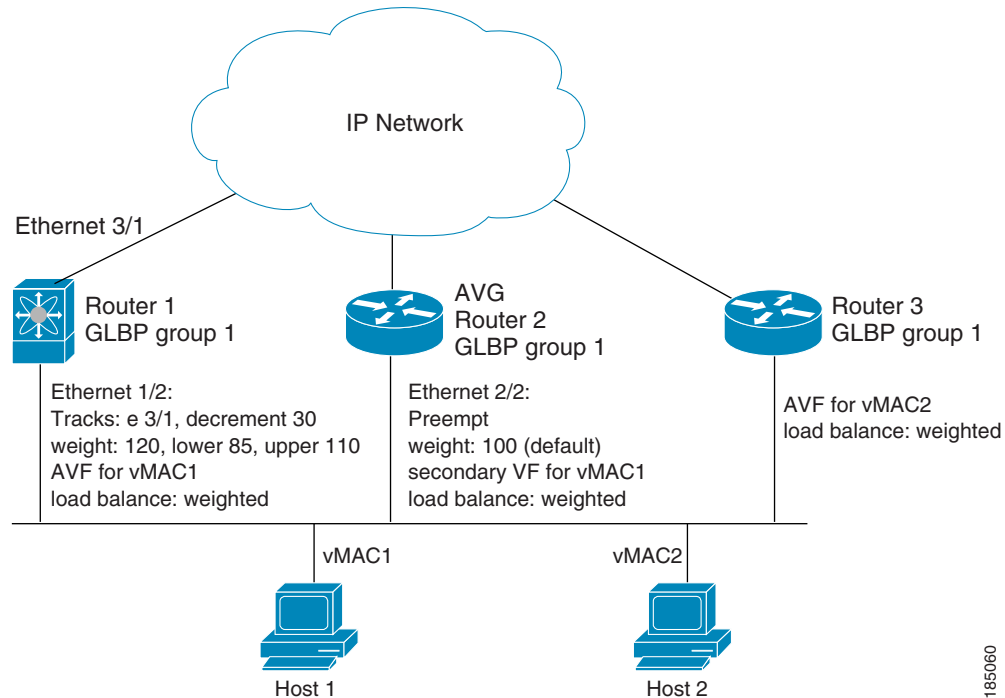 IP Network
Ethernet 3/1
Router 1
GLBP group 1
AVG
Router 2
GLBP group 1
Router 3
GLBP group 1
Ethernet 1/2:
Tracks: e 3/1, decrement 30
weight: 120, lower 85, upper 110
AVF for vMAC1
load balance: weighted
Ethernet 2/2:
Preempt
weight: 100 (default)
secondary VF for vMAC1
load balance: weighted
AVF for vMAC2
load balance: weighted
vMAC1
vMAC2
Host 1
Host 2
185060